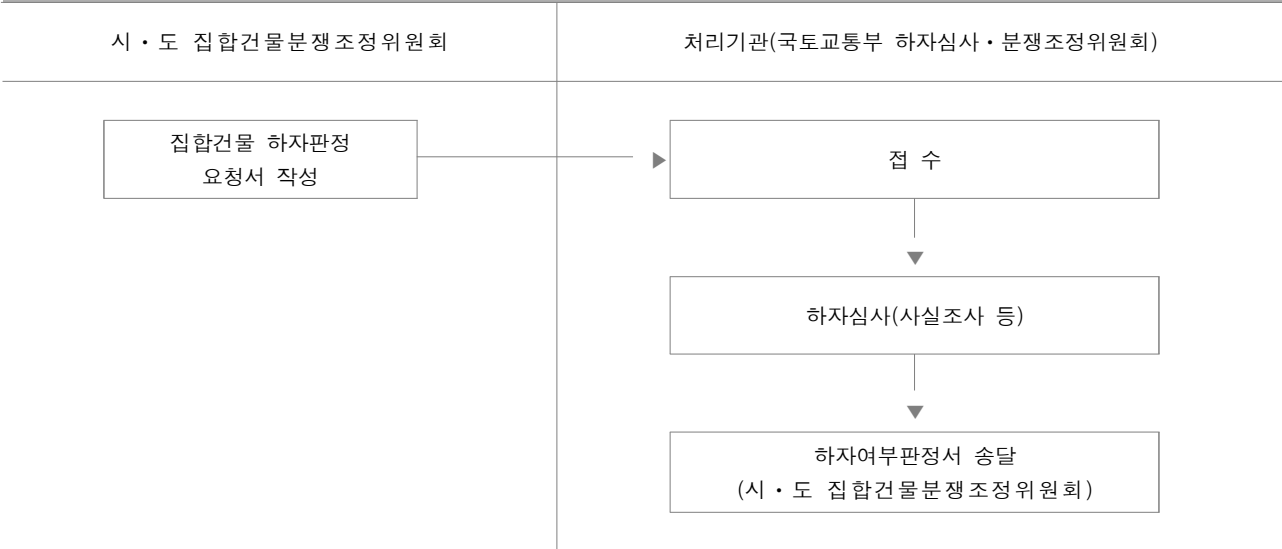 시・도 집합건물분쟁조정위원회
처리기관(국토교통부 하자심사・분쟁조정위원회)
집합건물 하자판정
요청서 작성
접 수
하자심사(사실조사 등)
하자여부판정서 송달
(시・도 집합건물분쟁조정위원회)